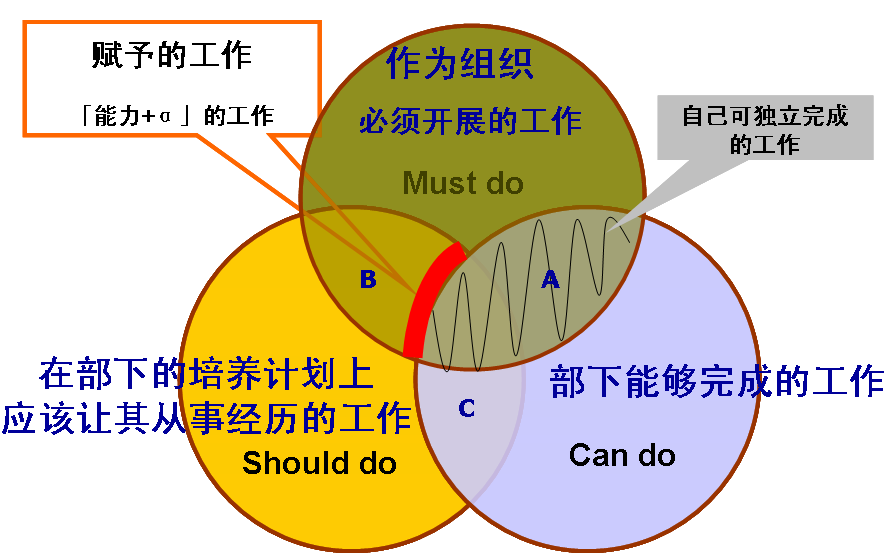 赋予的工作
「能力+α」的工作
作为组织
必须开展的工作
Must do
自己可独立完成
的工作
B
A
在部下的培养计划上
应该让其从事经历的工作
Should do
C
部下能够完成的工作
Can do